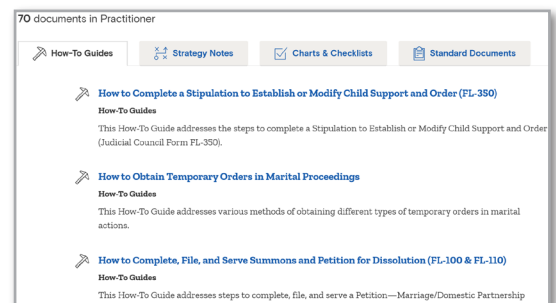 70 documents in Practitioner
How-To Guides
Strategy Notes
Charts & Checklists
Standard Documents
How to Complete a Stipulation to Establish or Modify Child Support and Order (FL-350)
How-To Guides
This How-To Guide addresses the steps to complete a Stipulation to Establish or Modify Child Support and Order
(Judicial Council Form FL-350).
How to Obtain Temporary Orders in Marital Proceedings
How-To Guides
This How-To Guide addresses various methods of obtaining different types of temporary orders in marital
actions.
How to Complete, File, and Serve Summons and Petition for Dissolution (FL-100 & FL-110)
How-To Guides
This How-To Guide addresses steps to complete, file, and serve a Petition—Marriage/Domestic Partnership